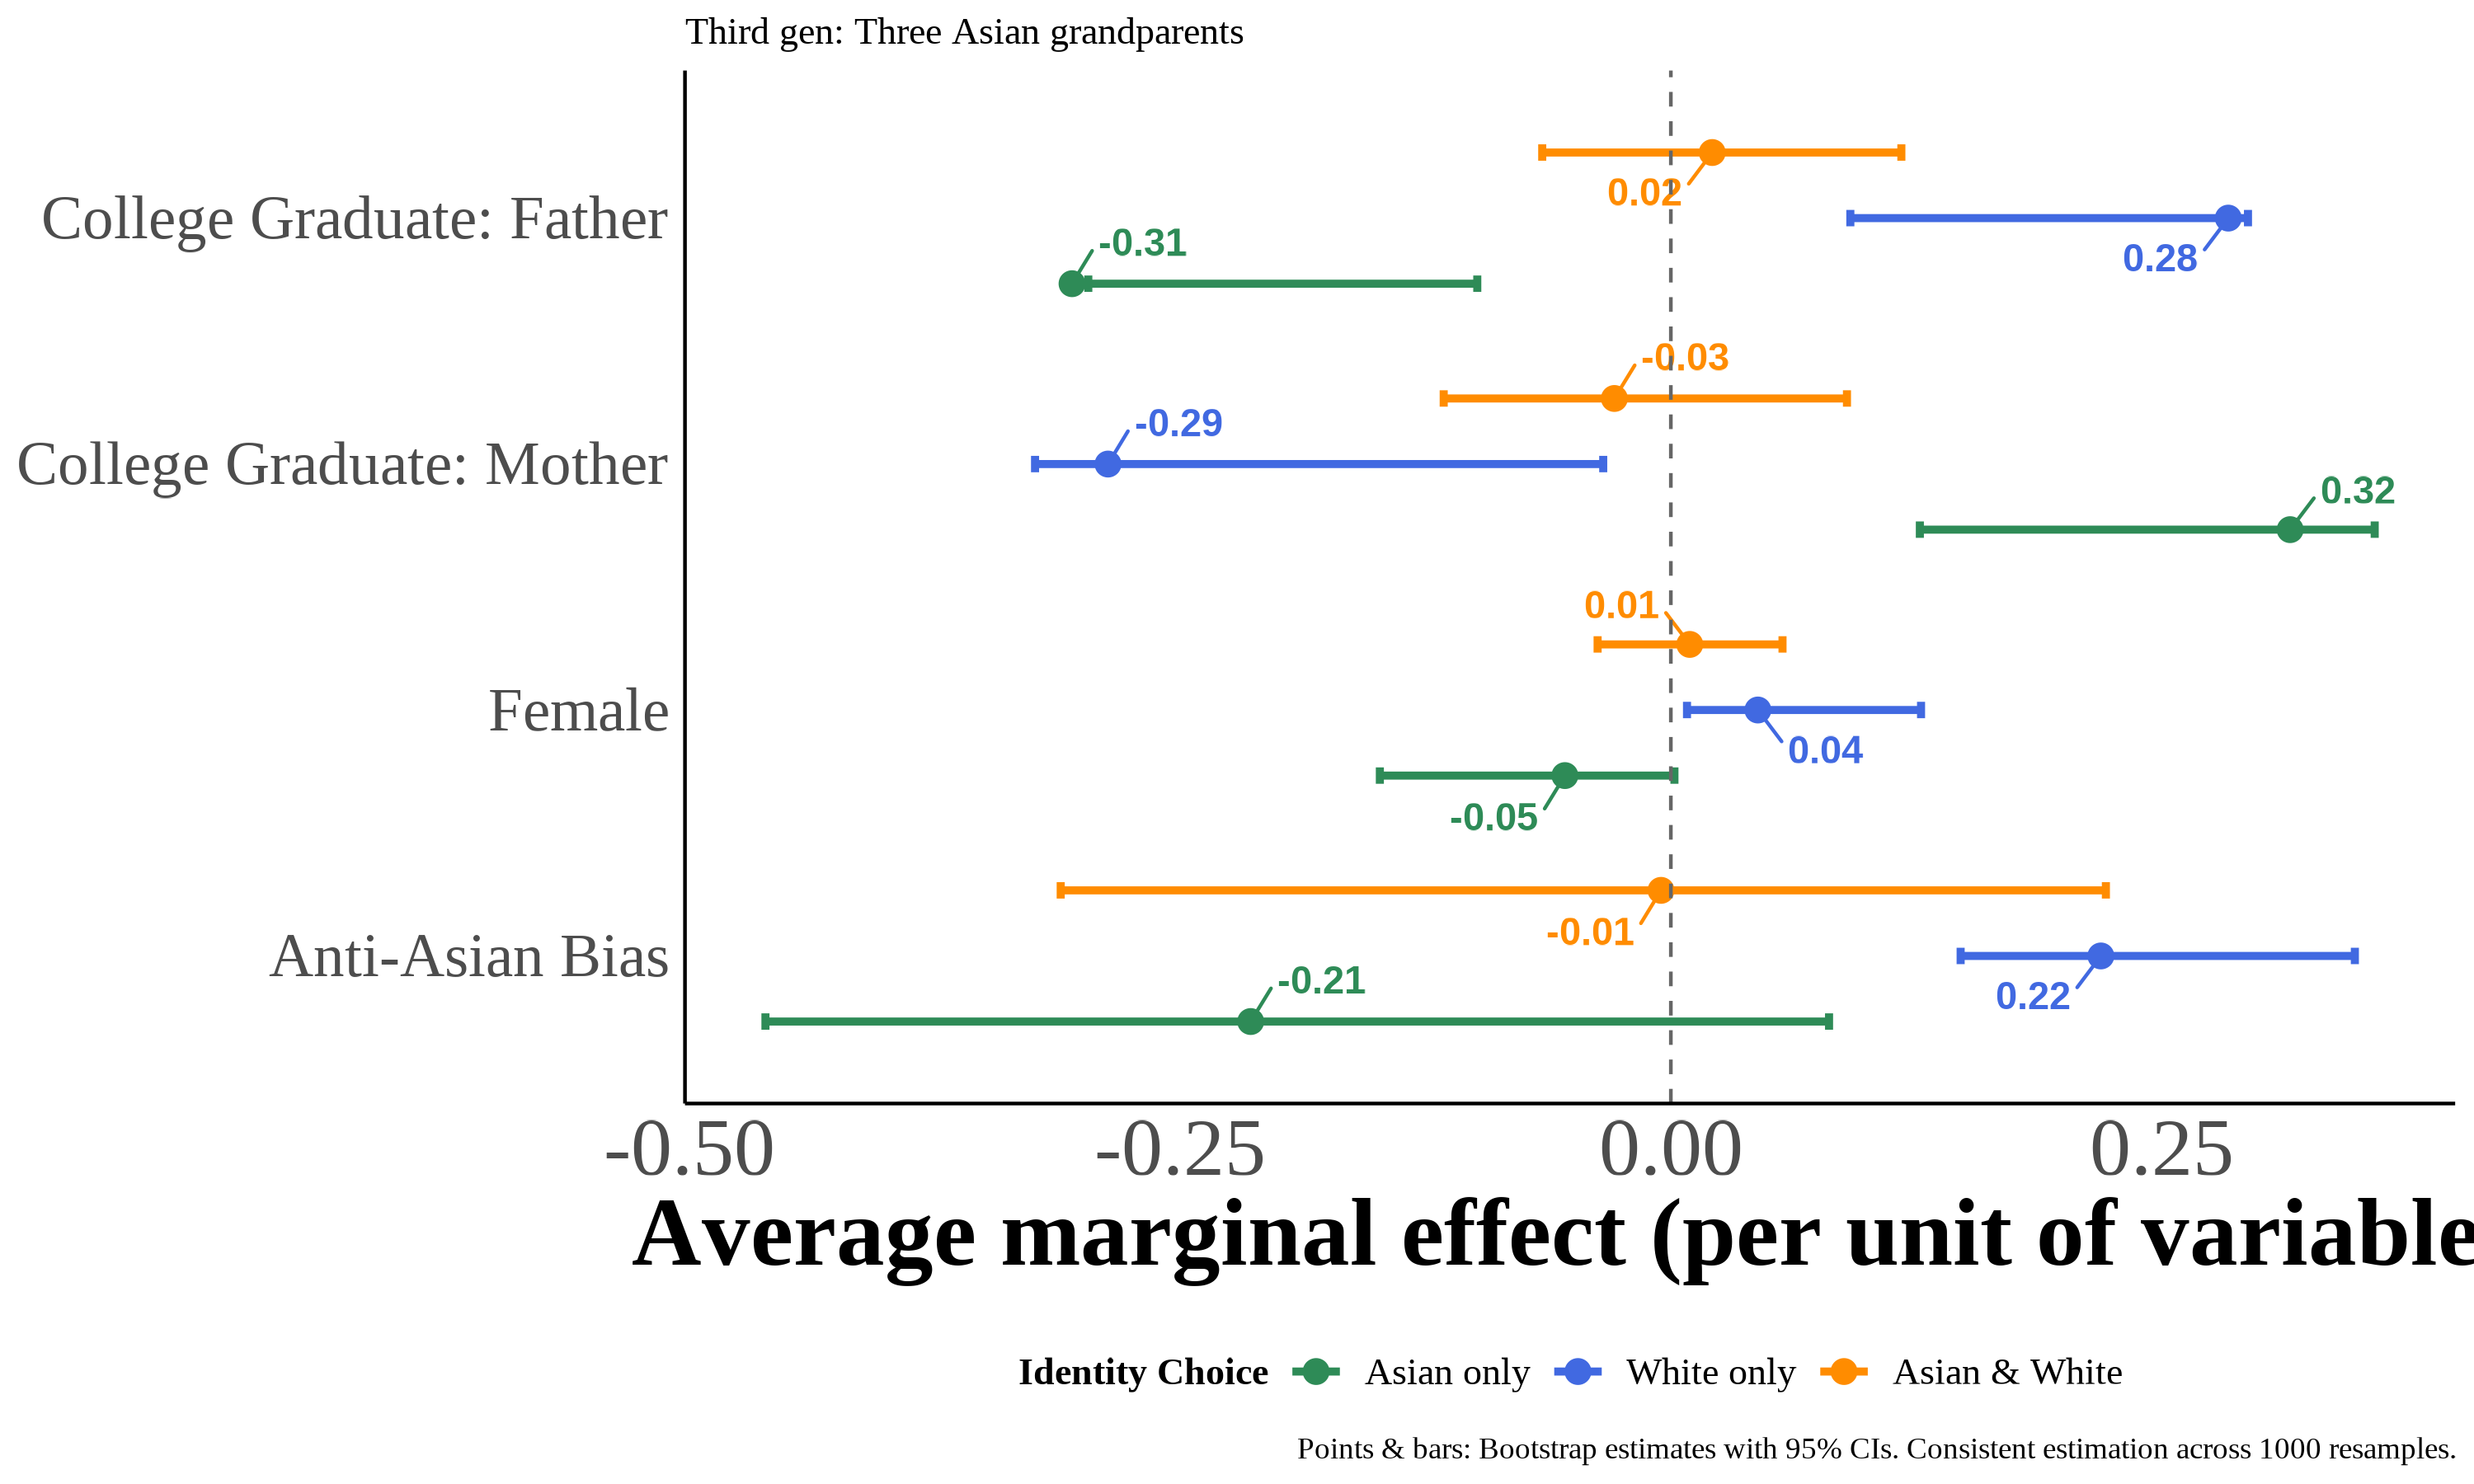 Third gen: Three Asian grandparents
0.02
College Graduate: Father
-0.31
0.28
-0.03
-0.29
College Graduate: Mother
0.32
0.01
Female
0.04
-0.05
-0.01
Anti-Asian Bias
-0.21
0.22
-0.50 -0.25 0.00 0.25
Average marginal effect (per unit of variable
Identity Choice Asian only White only Asian & White
Points & bars: Bootstrap estimates with 95% CIs. Consistent estimation across 1000 resamples.